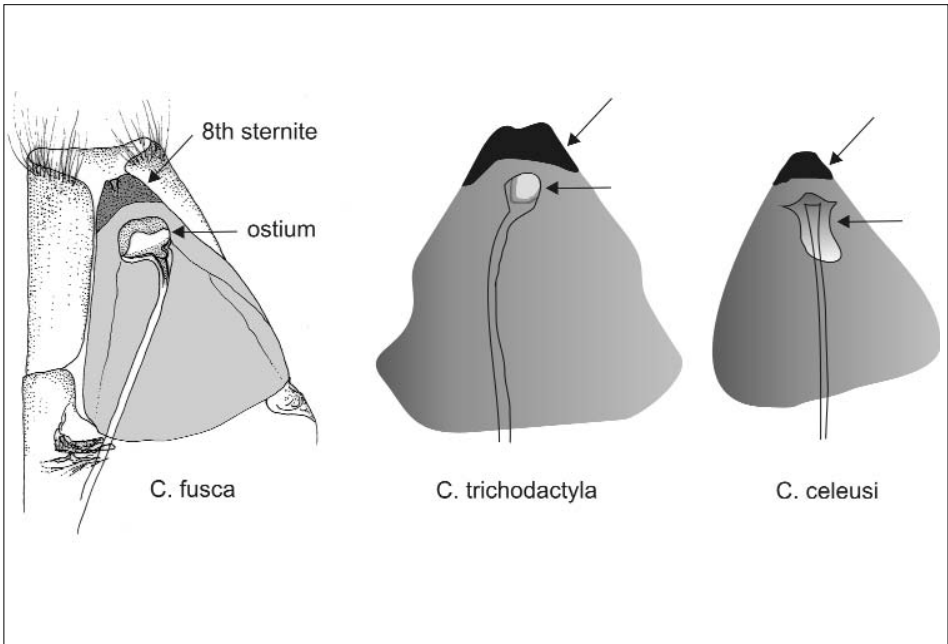 8th sternite
ostium
C. fusca
C. trichodactyla
C. celeusi